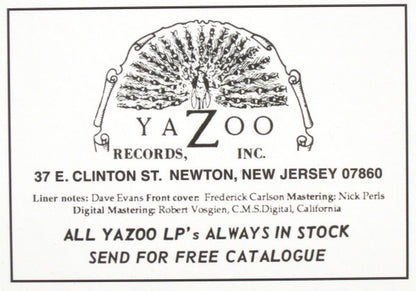 YAZOO
RECORDS, INC.
37 E. CLINTON ST. NEWTON, NEW JERSEY 07860
Liner notes: Dave Evans Front cover: Frederick Carlson Mastering: Nick Perls
Digital Mastering: Robert Vosgien, C.M.S.Digital, California
ALL YAZOO LP's ALWAYS IN STOCK
SEND FOR FREE CATALOGUE